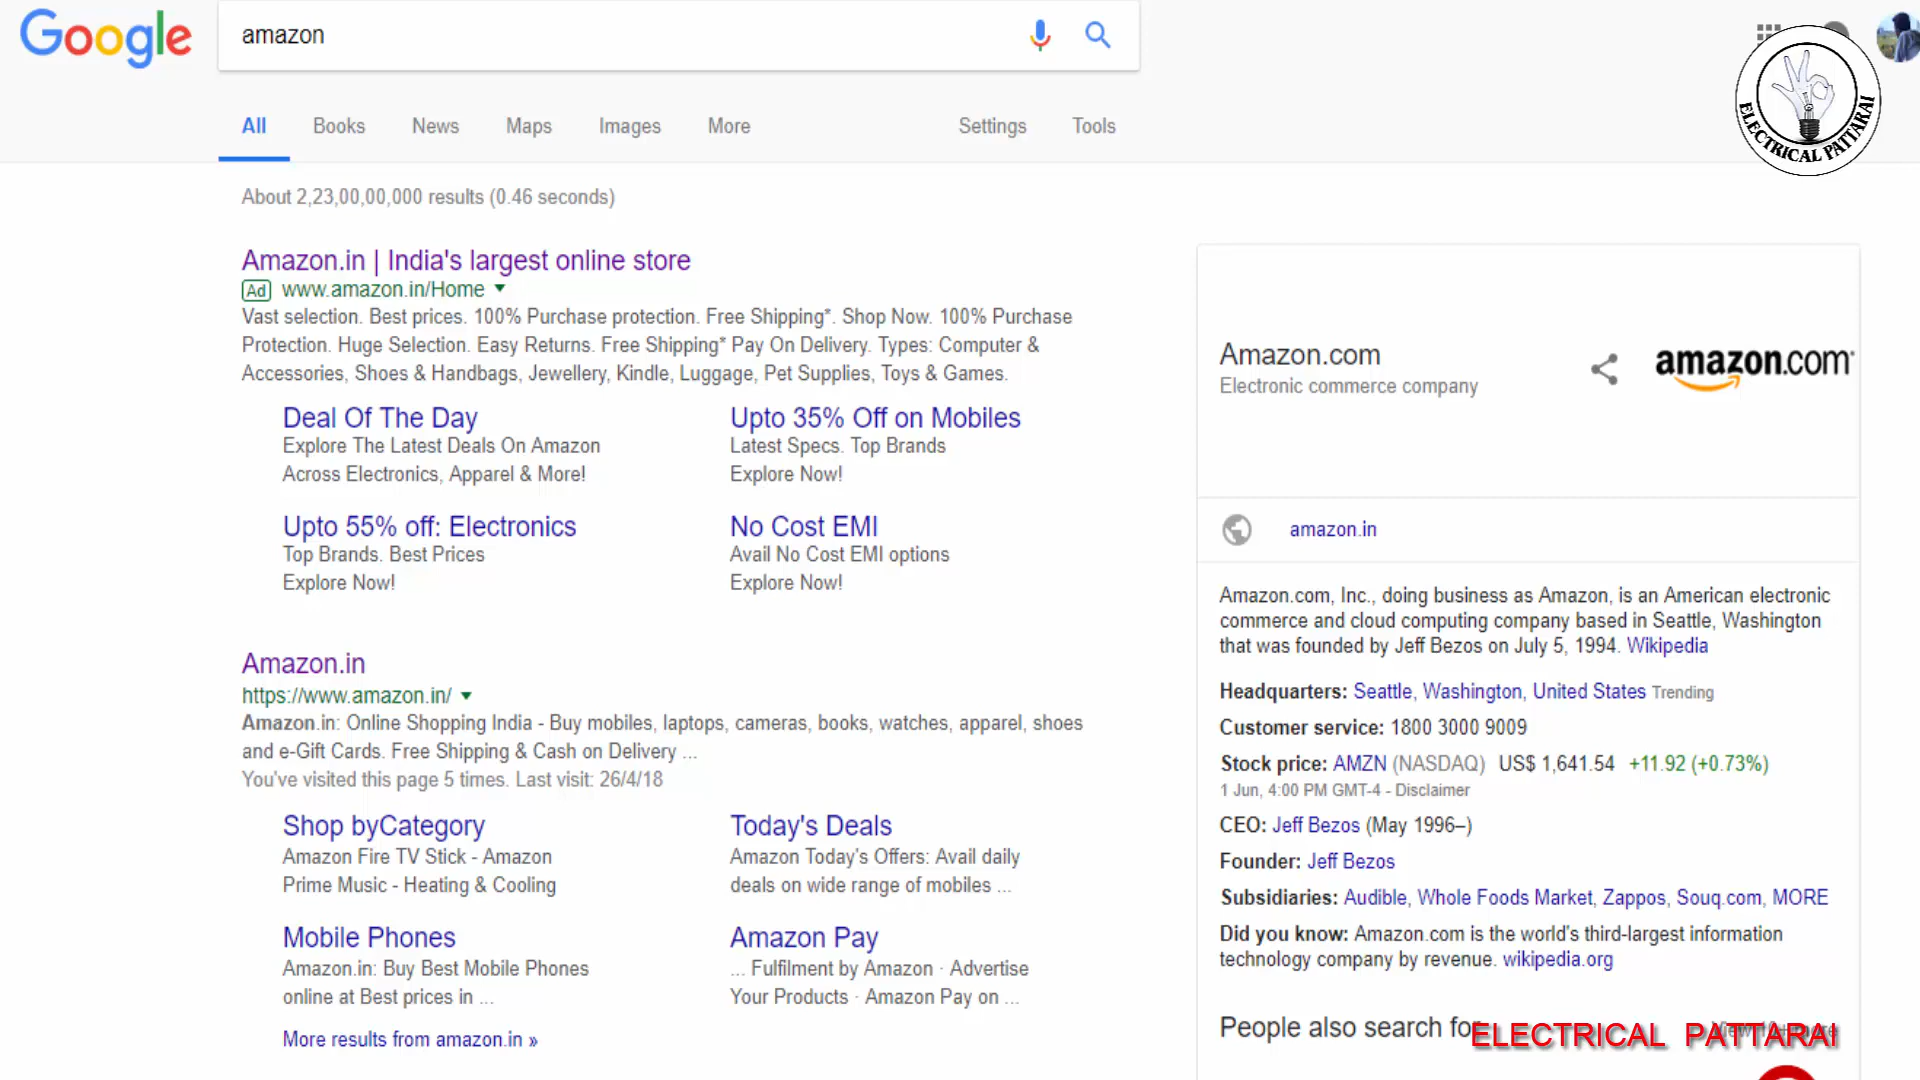 Google
amazon
All Books News Maps Images More Settings Tools
ELECTRICAL PATTARAI
About 2,23,00,00,000 results (0.46 seconds)
Amazon.in | India's largest online store
Ad www.amazon.in/Home
Vast selection. Best prices. 100% Purchase protection. Free Shipping*. Shop Now. 100% Purchase
Protection. Huge Selection. Easy Returns. Free Shipping* Pay On Delivery. Types: Computer &
Accessories, Shoes & Handbags, Jewellery, Kindle, Luggage, Pet Supplies, Toys & Games.
Deal Of The Day
Explore The Latest Deals On Amazon
Across Electronics, Apparel & More!
Upto 35% Off on Mobiles
Latest Specs. Top Brands
Explore Now!
Upto 55% off: Electronics
Top Brands. Best Prices
Explore Now!
No Cost EMI
Avail No Cost EMI options
Explore Now!
Amazon.in
https://www.amazon.in/
Amazon.in: Online Shopping India - Buy mobiles, laptops, cameras, books, watches, apparel, shoes
and e-Gift Cards. Free Shipping & Cash on Delivery ...
You've visited this page 5 times. Last visit: 26/4/18
Shop byCategory
Amazon Fire TV Stick - Amazon
Prime Music - Heating & Cooling
Today's Deals
Amazon Today's Offers: Avail daily
deals on wide range of mobiles ...
Mobile Phones
Amazon.in: Buy Best Mobile Phones
online at Best prices in ...
Amazon Pay
... Fulfilment by Amazon · Advertise
Your Products · Amazon Pay on ...
More results from amazon.in »
Amazon.com
Electronic commerce company
amazon.com
amazon.in
Amazon.com, Inc., doing business as Amazon, is an American electronic
commerce and cloud computing company based in Seattle, Washington
that was founded by Jeff Bezos on July 5, 1994. Wikipedia
Headquarters: Seattle, Washington, United States Trending
Customer service: 1800 3000 9009
Stock price: AMZN (NASDAQ) US$ 1,641.54 +11.92 (+0.73%)
1 Jun, 4:00 PM GMT-4 - Disclaimer
CEO: Jeff Bezos (May 1996–)
Founder: Jeff Bezos
Subsidiaries: Audible, Whole Foods Market, Zappos, Souq.com, MORE
Did you know: Amazon.com is the world's third-largest information
technology company by revenue. wikipedia.org
People also search for
ELECTRICAL PATTARAI